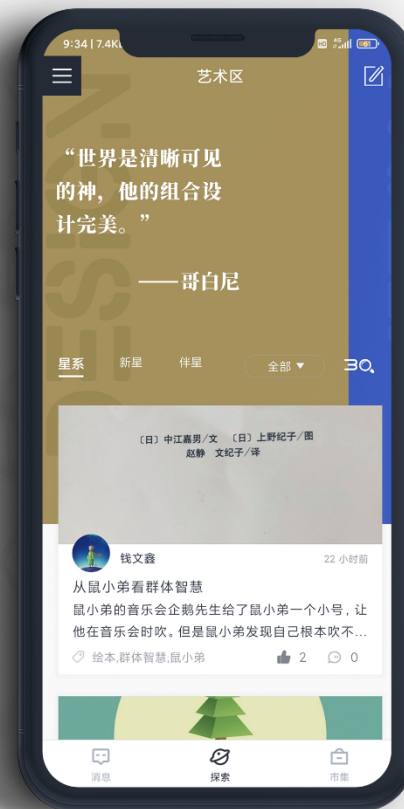 9:34 | 7.4K
HD 4G 61
艺术区
DESIGN
“世界是清晰可见
的神，他的组合设
计完美。”
——哥白尼
星系 新星 伴星 全部 ▼
〔日〕中江嘉男/文 〔日〕上野纪子/图
赵静 文纪子/译
钱文鑫 22 小时前
从鼠小弟看群体智慧
鼠小弟的音乐会企鹅先生给了鼠小弟一个小号，让
他在音乐会时吹。但是鼠小弟发现自己根本吹不...
绘本,群体智慧,鼠小弟 2 0
消息 探索 市集